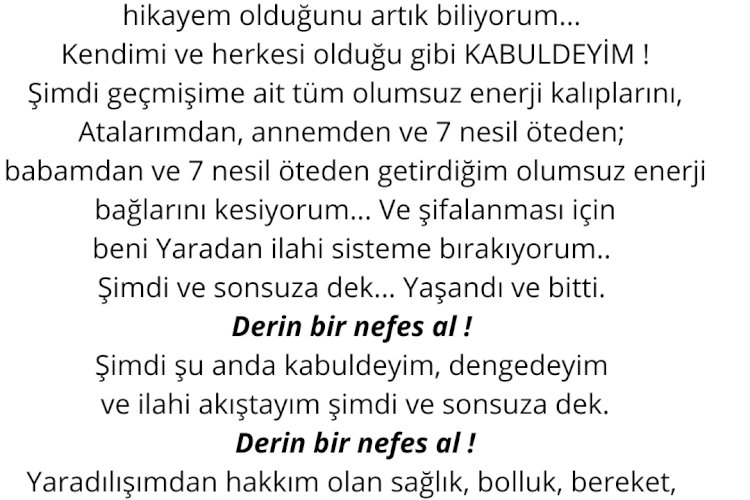 hikayem olduğunu artık biliyorum...
Kendimi ve herkesi olduğu gibi KABULDEYİM !
Şimdi geçmişime ait tüm olumsuz enerji kalıplarını,
Atalarımdan, annemden ve 7 nesil öteden;
babamdan ve 7 nesil öteden getirdiğim olumsuz enerji
bağlarını kesiyorum... Ve şifalanması için
beni Yaradan ilahi sisteme bırakıyorum..
Şimdi ve sonsuza dek... Yaşandı ve bitti.
Derin bir nefes al !
Şimdi şu anda kabuldeyim, dengedeyim
ve ilahi akıştayım şimdi ve sonsuza dek.
Derin bir nefes al !
Yaradılışımdan hakkım olan sağlık, bolluk, bereket,